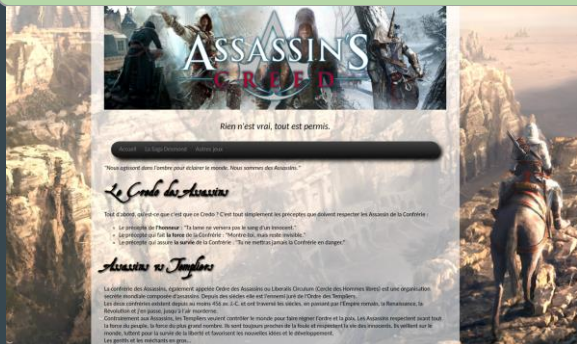 ASSASSIN'S
CREED
Rien n'est vrai, tout est permis.
Accueil La Saga Desmond Autres jeux
"Nous agissons dans l'ombre pour éclairer le monde. Nous sommes des Assassins."
Le Credo des Assassins
Tout d'abord, qu'est-ce que c'est que ce Credo ? C'est tout simplement les préceptes que doivent respecter les Assassin de la Confrérie :
Le précepte de l'honneur : "Ta lame ne versera pas le sang d'un innocent."
Le précepte qui fait la force de la Confrérie : "Montre-toi, mais reste invisible."
Le précepte qui assure la survie de la Confrérie : "Tu ne mettras jamais la Confrérie en danger."
Assassins vs Templiers
La confrérie des Assassins, également appelée Ordre des Assassins ou Liberalis Circulum (Cercle des Hommes libres) est une organisation
secrète mondiale composée d'assassins. Depuis des siècles elle est l'ennemi juré de l'Ordre des Templiers.
Les deux confréries existent depuis au moins 456 av. J.-C. et ont traversé les siècles, en passant par l'Empire romain, la Renaissance, la
Révolution et j'en passe, jusqu'à l'air morderne.
Contrairement aux Assassins, les Templiers veulent contrôler le monde pour faire régner l'ordre et la paix. Les Assassins respectent avant tout
la force du peuple, la force du plus grand nombre. Ils sont toujours proches de la foule et respectent la vie des innocents. Ils veillent sur le
monde, luttent pour la survie de la liberté et favorisent les nouvelles idées et le développement.
Les gentils et les méchants en gros...